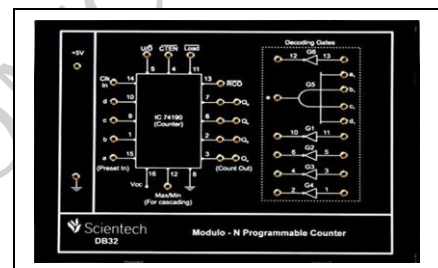 U/D CTEN Load
5 4 11
+5V
Clk In 14
13 RCO
d 10
7 Q
c 9
6 Q
b 1
2 Q
a 15
3 Q
IC 74190
(Counter)
(Preset In)
(Count Out)
16 12 8
Vcc
Max/Min
(For cascading)
Decoding Gates
G6
12 13
G5
a
b
c
d
G1
10 11
G2
6 5
G3
4 3
G4
2 1
Scientech
DB32
Modulo - N Programmable Counter